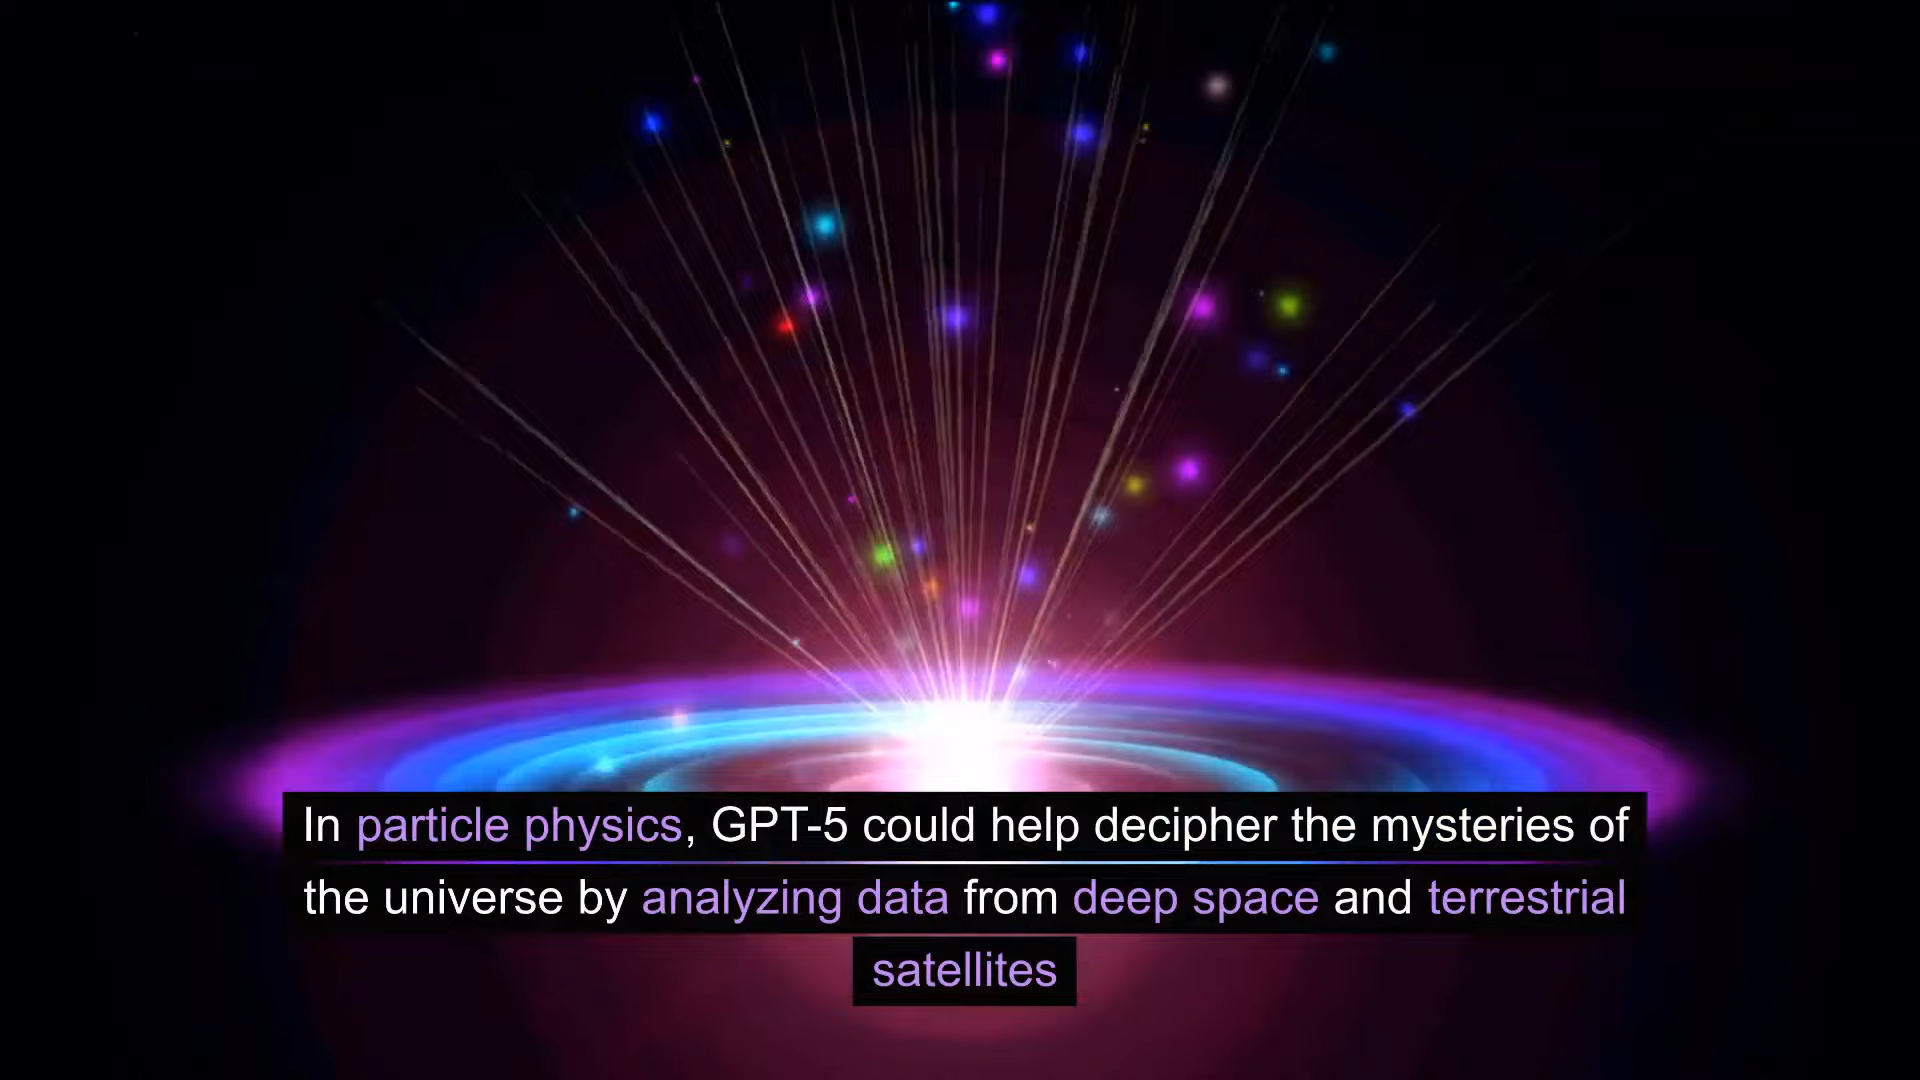 In particle physics, GPT-5 could help decipher the mysteries of
the universe by analyzing data from deep space and terrestrial
satellites